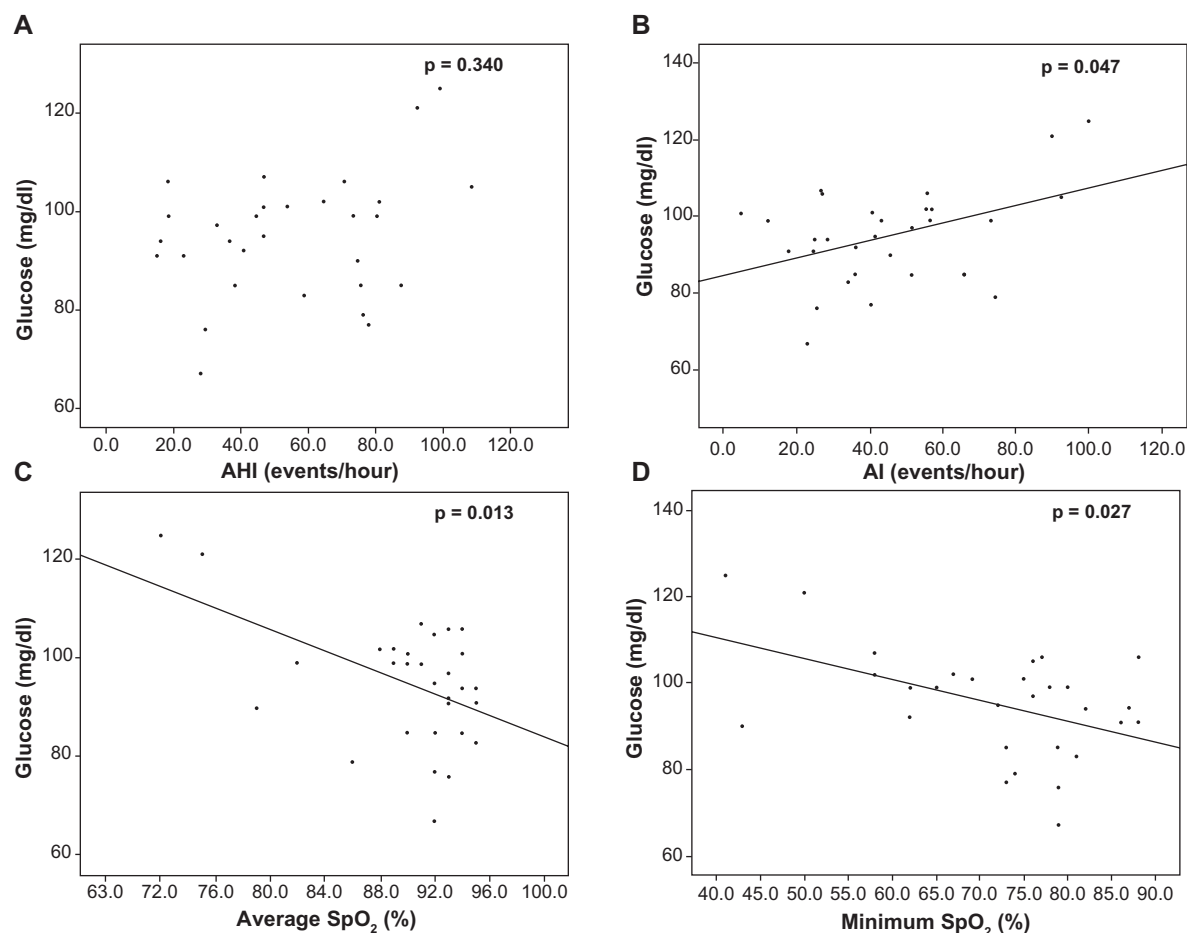 A
p = 0.340
Glucose (mg/dl)
120
100
80
60
0.0 20.0 40.0 60.0 80.0 100.0 120.0
AHI (events/hour)
B
p = 0.047
Glucose (mg/dl)
140
120
100
80
60
0.0 20.0 40.0 60.0 80.0 100.0 120.0
AI (events/hour)
C
p = 0.013
Glucose (mg/dl)
120
100
80
60
63.0 72.0 76.0 80.0 84.0 88.0 92.0 96.0 100.0
Average SpO₂ (%)
D
p = 0.027
Glucose (mg/dl)
140
120
100
80
60
40.0 45.0 50.0 55.0 60.0 65.0 70.0 75.0 80.0 85.0 90.0
Minimum SpO₂ (%)